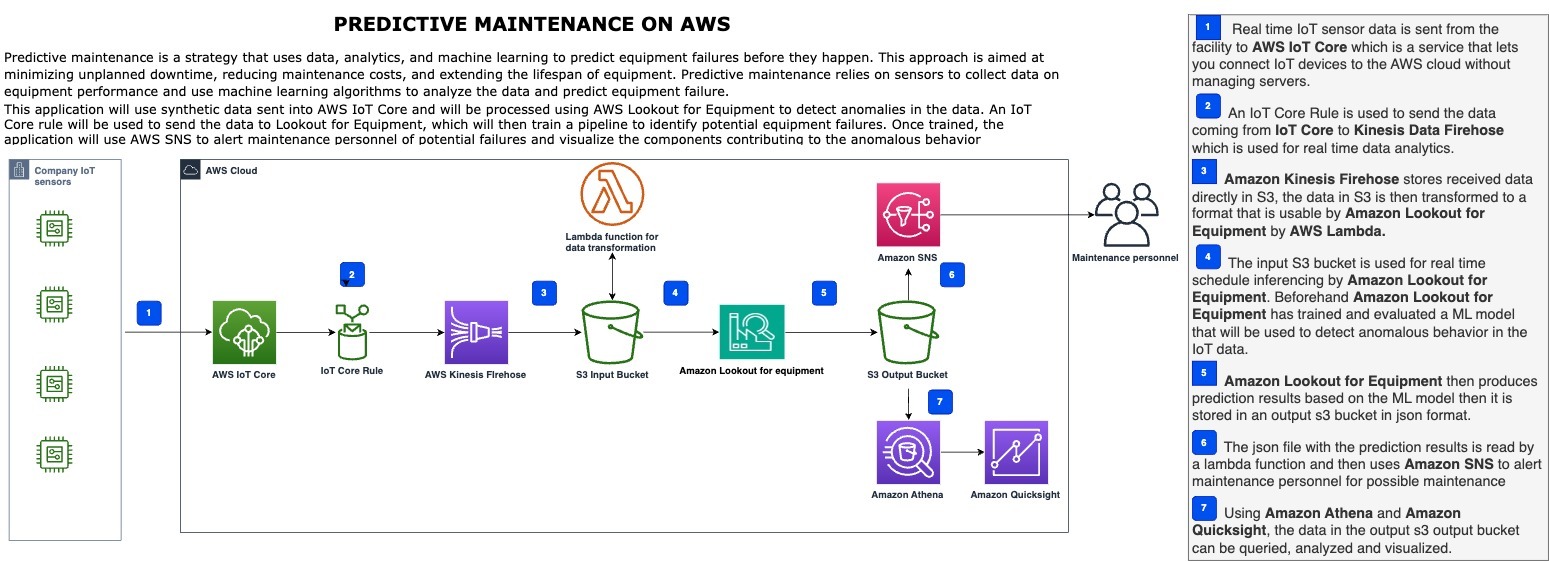 PREDICTIVE MAINTENANCE ON AWS
Predictive maintenance is a strategy that uses data, analytics, and machine learning to predict equipment failures before they happen. This approach is aimed at
minimizing unplanned downtime, reducing maintenance costs, and extending the lifespan of equipment. Predictive maintenance relies on sensors to collect data on
equipment performance and use machine learning algorithms to analyze the data and predict equipment failure.
This application will use synthetic data sent into AWS IoT Core and will be processed using AWS Lookout for Equipment to detect anomalies in the data. An IoT
Core rule will be used to send the data to Lookout for Equipment, which will then train a pipeline to identify potential equipment failures. Once trained, the
application will use AWS SNS to alert maintenance personnel of potential failures and visualize the components contributing to the anomalous behavior
Company IoT
sensors
AWS Cloud
Lambda function for
data transformation
Amazon SNS
Maintenance personnel
1
2
3
4
5
6
AWS IoT Core
IoT Core Rule
AWS Kinesis FIrehose
S3 Input Bucket
Amazon Lookout for equipment
S3 Output Bucket
7
Amazon Athena
Amazon Quicksight
1 Real time IoT sensor data is sent from the
facility to AWS IoT Core which is a service that lets
you connect IoT devices to the AWS cloud without
managing servers.
2 An IoT Core Rule is used to send the data
coming from IoT Core to Kinesis Data Firehose
which is used for real time data analytics.
3 Amazon Kinesis Firehose stores received data
directly in S3, the data in S3 is then transformed to a
format that is usable by Amazon Lookout for
Equipment by AWS Lambda.
4 The input S3 bucket is used for real time
schedule inferencing by Amazon Lookout for
Equipment. Beforehand Amazon Lookout for
Equipment has trained and evaluated a ML model
that will be used to detect anomalous behavior in the
IoT data.
5 Amazon Lookout for Equipment then produces
prediction results based on the ML model then it is
stored in an output s3 bucket in json format.
6 The json file with the prediction results is read by
a lambda function and then uses Amazon SNS to alert
maintenance personnel for possible maintenance
7 Using Amazon Athena and Amazon
Quicksight, the data in the output s3 output bucket
can be queried, analyzed and visualized.